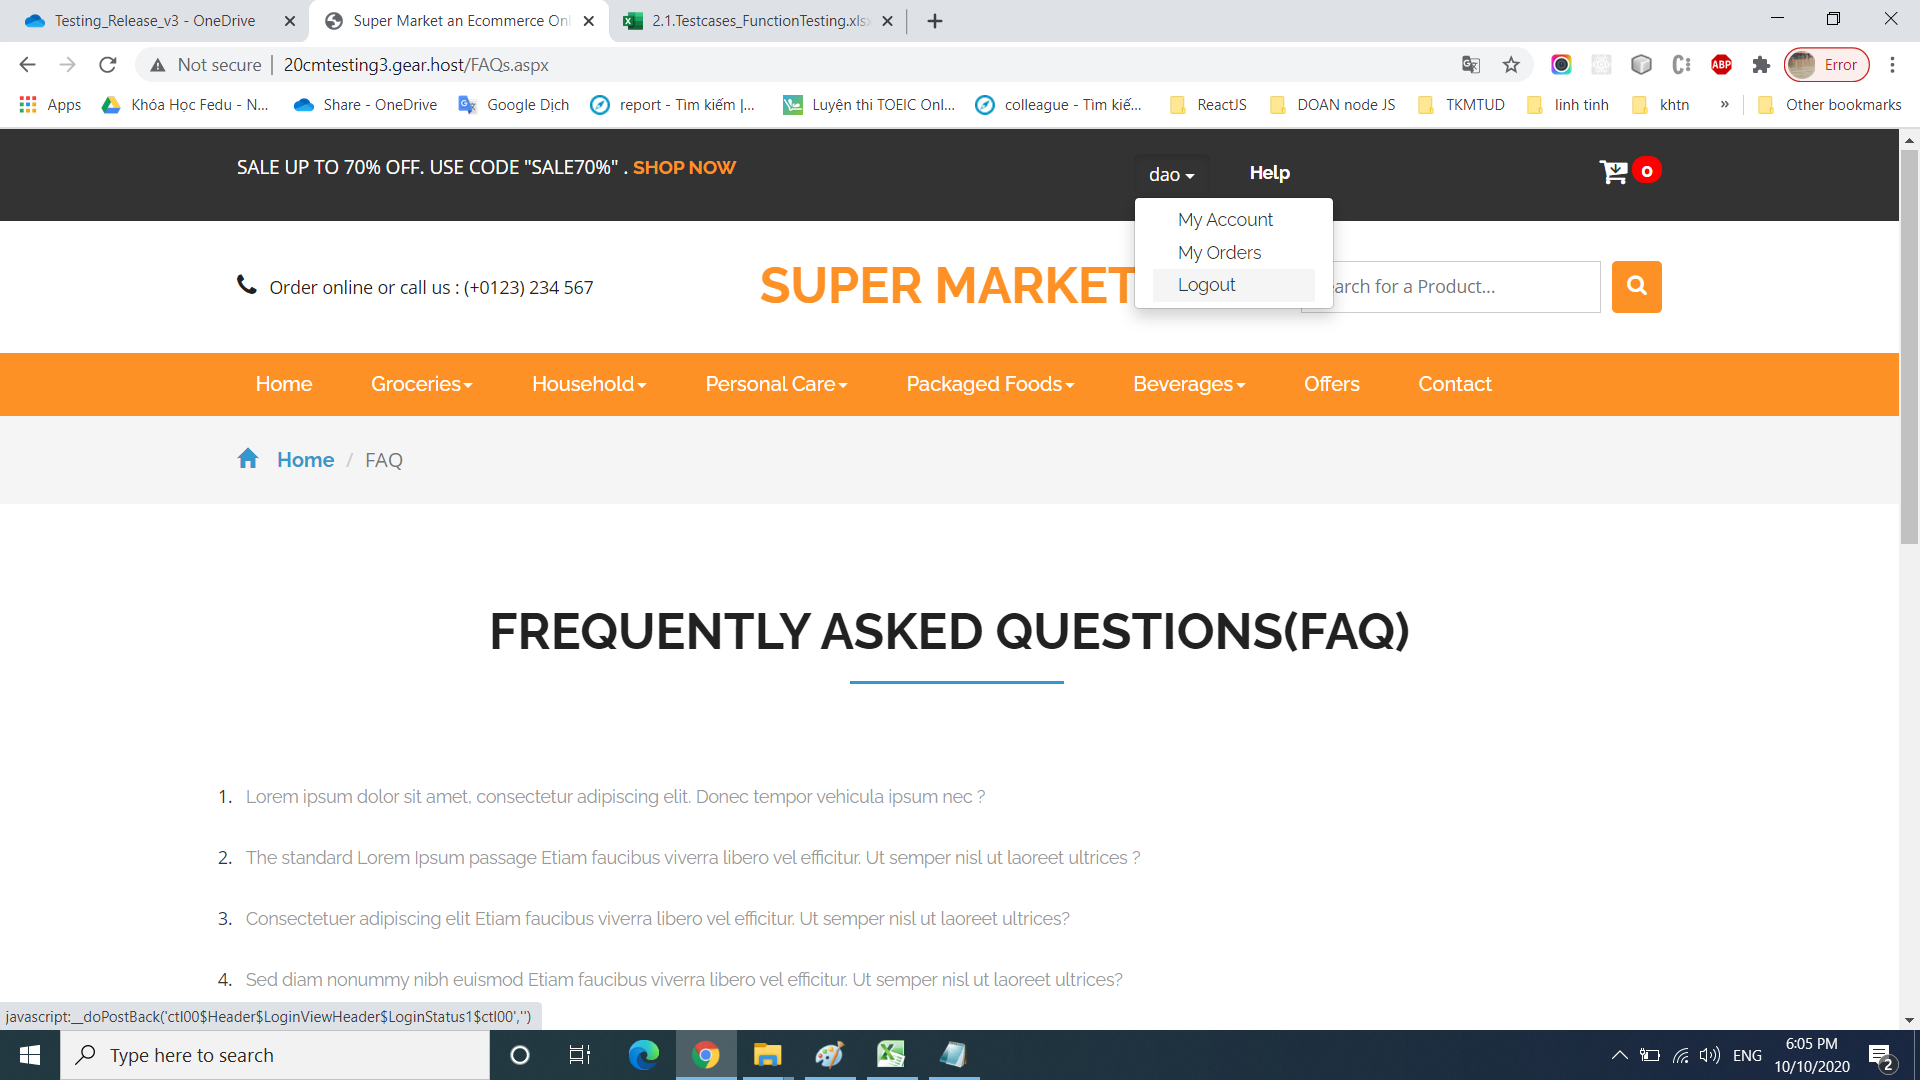 Testing_Release_v3 - OneDrive
Super Market an Ecommerce Onl
2.1.Testcases_FunctionTesting.xlsx
Not secure | 20cmtesting3.gear.host/FAQs.aspx
ABP
Error
Apps
Khóa Học Fedu - N...
Share - OneDrive
Google Dịch
report - Tìm kiếm |...
Luyện thi TOEIC Onl...
colleague - Tìm kiế...
ReactJS
DOAN node JS
TKMTUD
linh tinh
khtn
»
Other bookmarks
SALE UP TO 70% OFF. USE CODE "SALE70%" . SHOP NOW
dao
Help
0
My Account
My Orders
Logout
Order online or call us : (+0123) 234 567
SUPER MARKET
arch for a Product...
Home
Groceries
Household
Personal Care
Packaged Foods
Beverages
Offers
Contact
Home / FAQ
FREQUENTLY ASKED QUESTIONS(FAQ)
1. Lorem ipsum dolor sit amet, consectetur adipiscing elit. Donec tempor vehicula ipsum nec ?
2. The standard Lorem Ipsum passage Etiam faucibus viverra libero vel efficitur. Ut semper nisl ut laoreet ultrices ?
3. Consectetuer adipiscing elit Etiam faucibus viverra libero vel efficitur. Ut semper nisl ut laoreet ultrices?
4. Sed diam nonummy nibh euismod Etiam faucibus viverra libero vel efficitur. Ut semper nisl ut laoreet ultrices?
javascript:__doPostBack('ctl00$Header$LoginViewHeader$LoginStatus1$ctl00','')
Type here to search
ENG
6:05 PM
10/10/2020
2